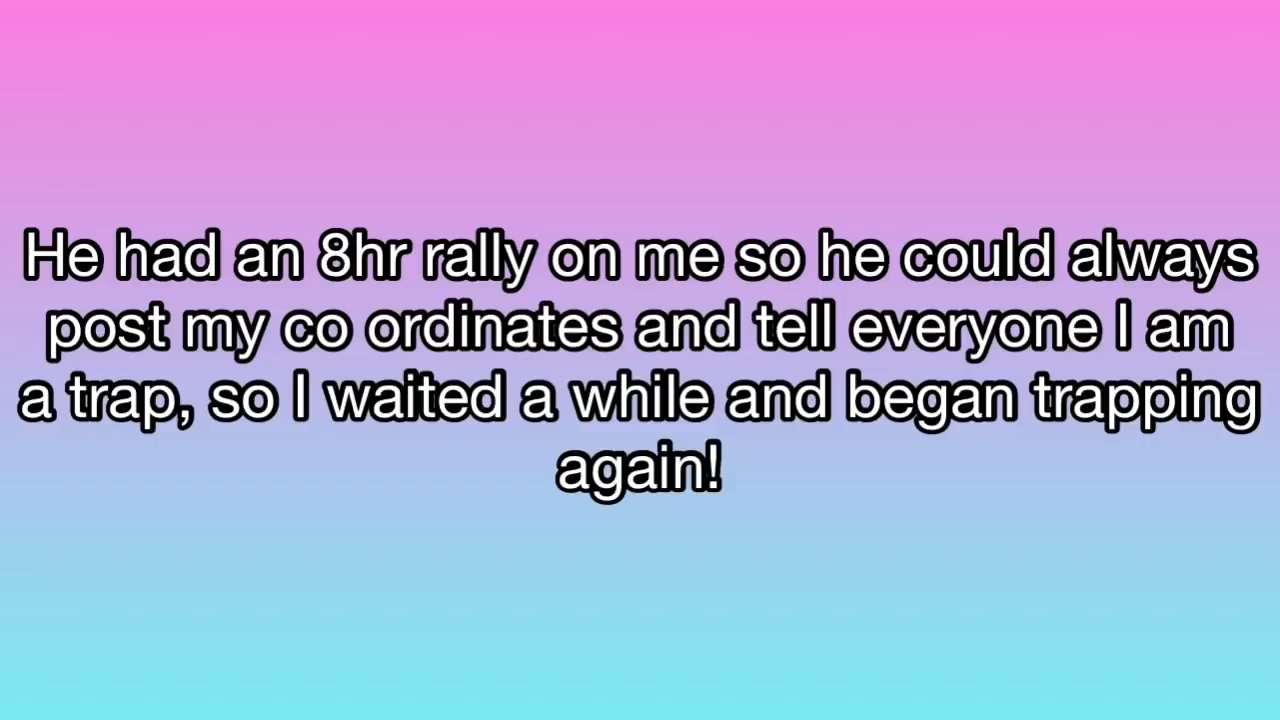 He had an 8hr rally on me so he could always
post my co ordinates and tell everyone I am
a trap, so I waited a while and began trapping
again!